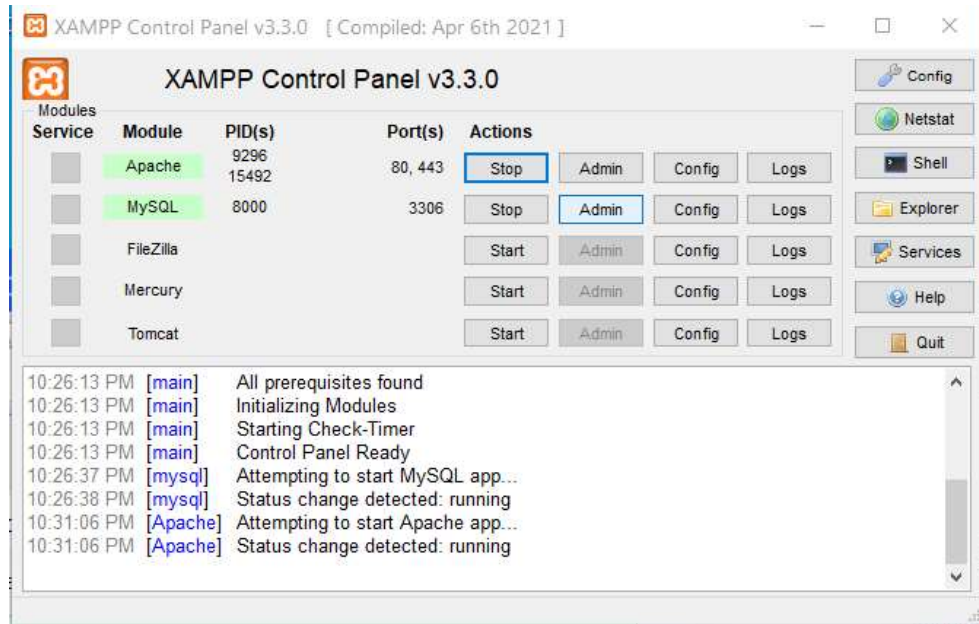 XAMPP Control Panel v3.3.0 [ Compiled: Apr 6th 2021 ]
XAMPP Control Panel v3.3.0
Config
Modules
Service Module PID(s) Port(s) Actions
Netstat
Apache 9296 15492 80, 443 Stop Admin Config Logs
Shell
MySQL 8000 3306 Stop Admin Config Logs
Explorer
FileZilla Start Admin Config Logs
Services
Mercury Start Admin Config Logs
Help
Tomcat Start Admin Config Logs
Quit
10:26:13 PM [main] All prerequisites found
10:26:13 PM [main] Initializing Modules
10:26:13 PM [main] Starting Check-Timer
10:26:13 PM [main] Control Panel Ready
10:26:37 PM [mysql] Attempting to start MySQL app...
10:26:38 PM [mysql] Status change detected: running
10:31:06 PM [Apache] Attempting to start Apache app...
10:31:06 PM [Apache] Status change detected: running